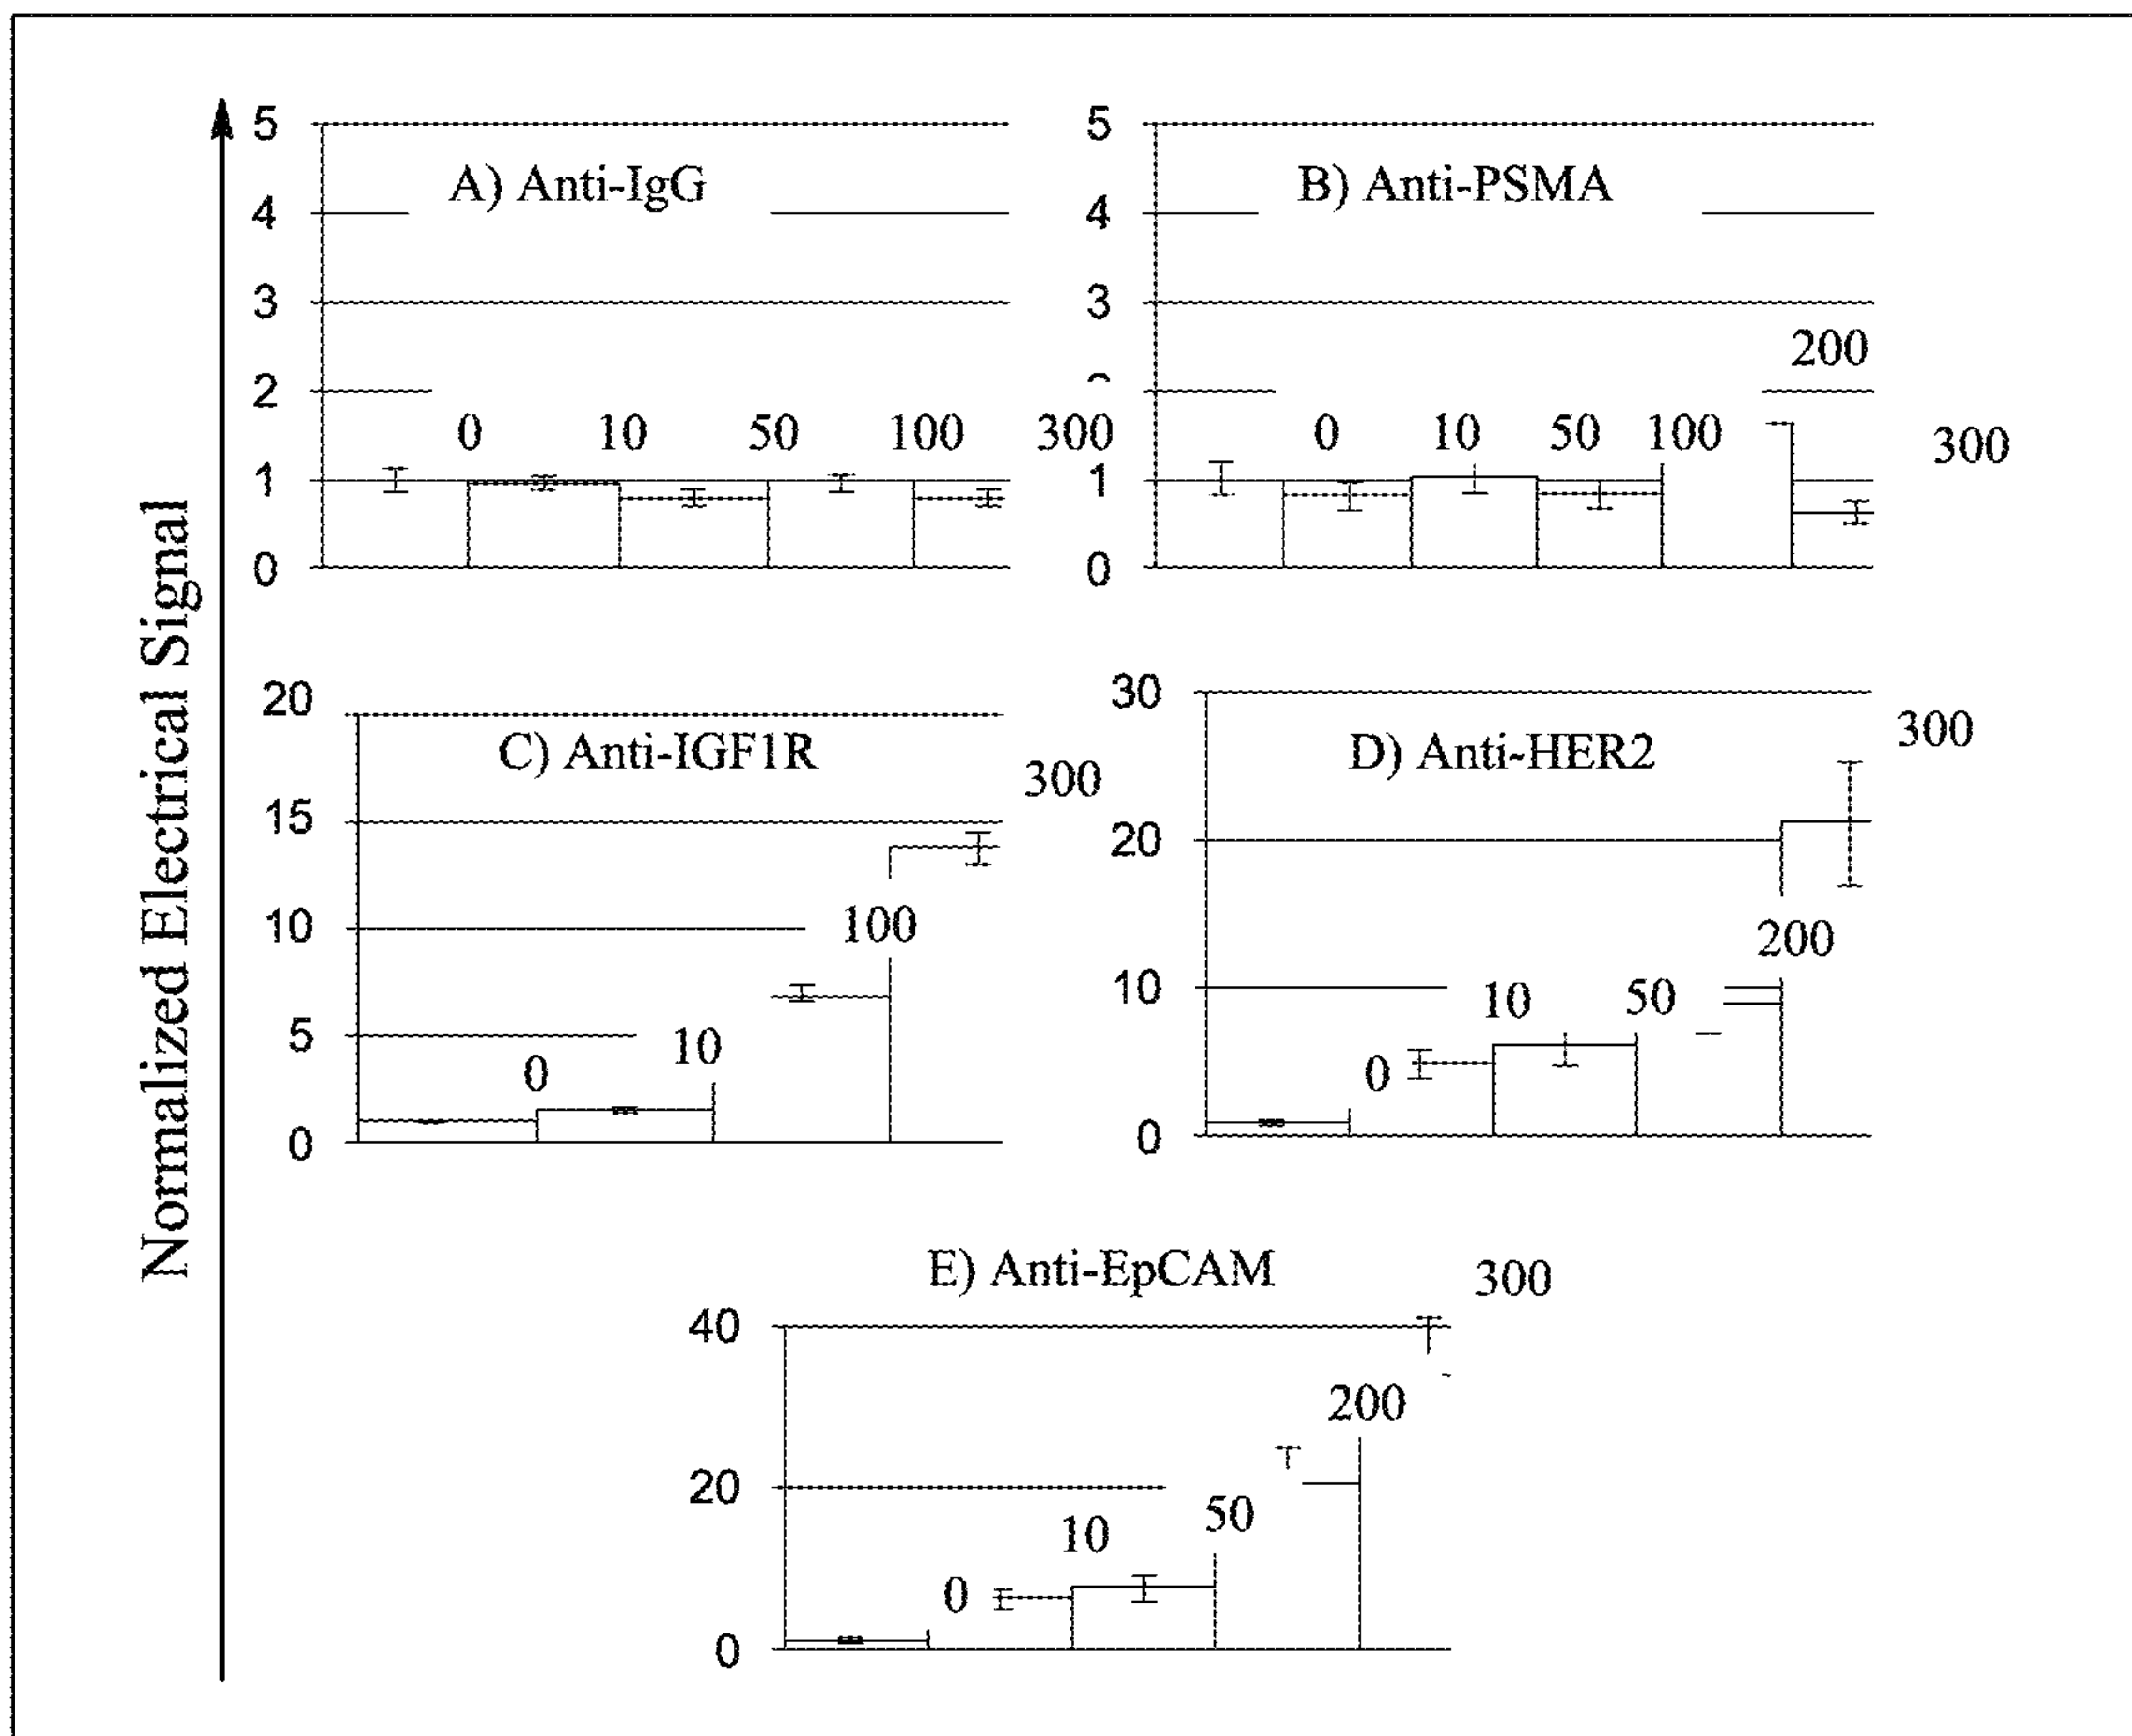 Normalized Electrical Signal
A) Anti-IgG
5
4
3
2
1
0
0 10 50 100 300
B) Anti-PSMA
5
4
3
1
0
0 10 50 100 200 300
C) Anti-IGF1R
20
15
10
5
0
0 10 100 300
D) Anti-HER2
30
20
10
0
0 10 50 200 300
E) Anti-EpCAM
40
20
0
0 10 50 200 300